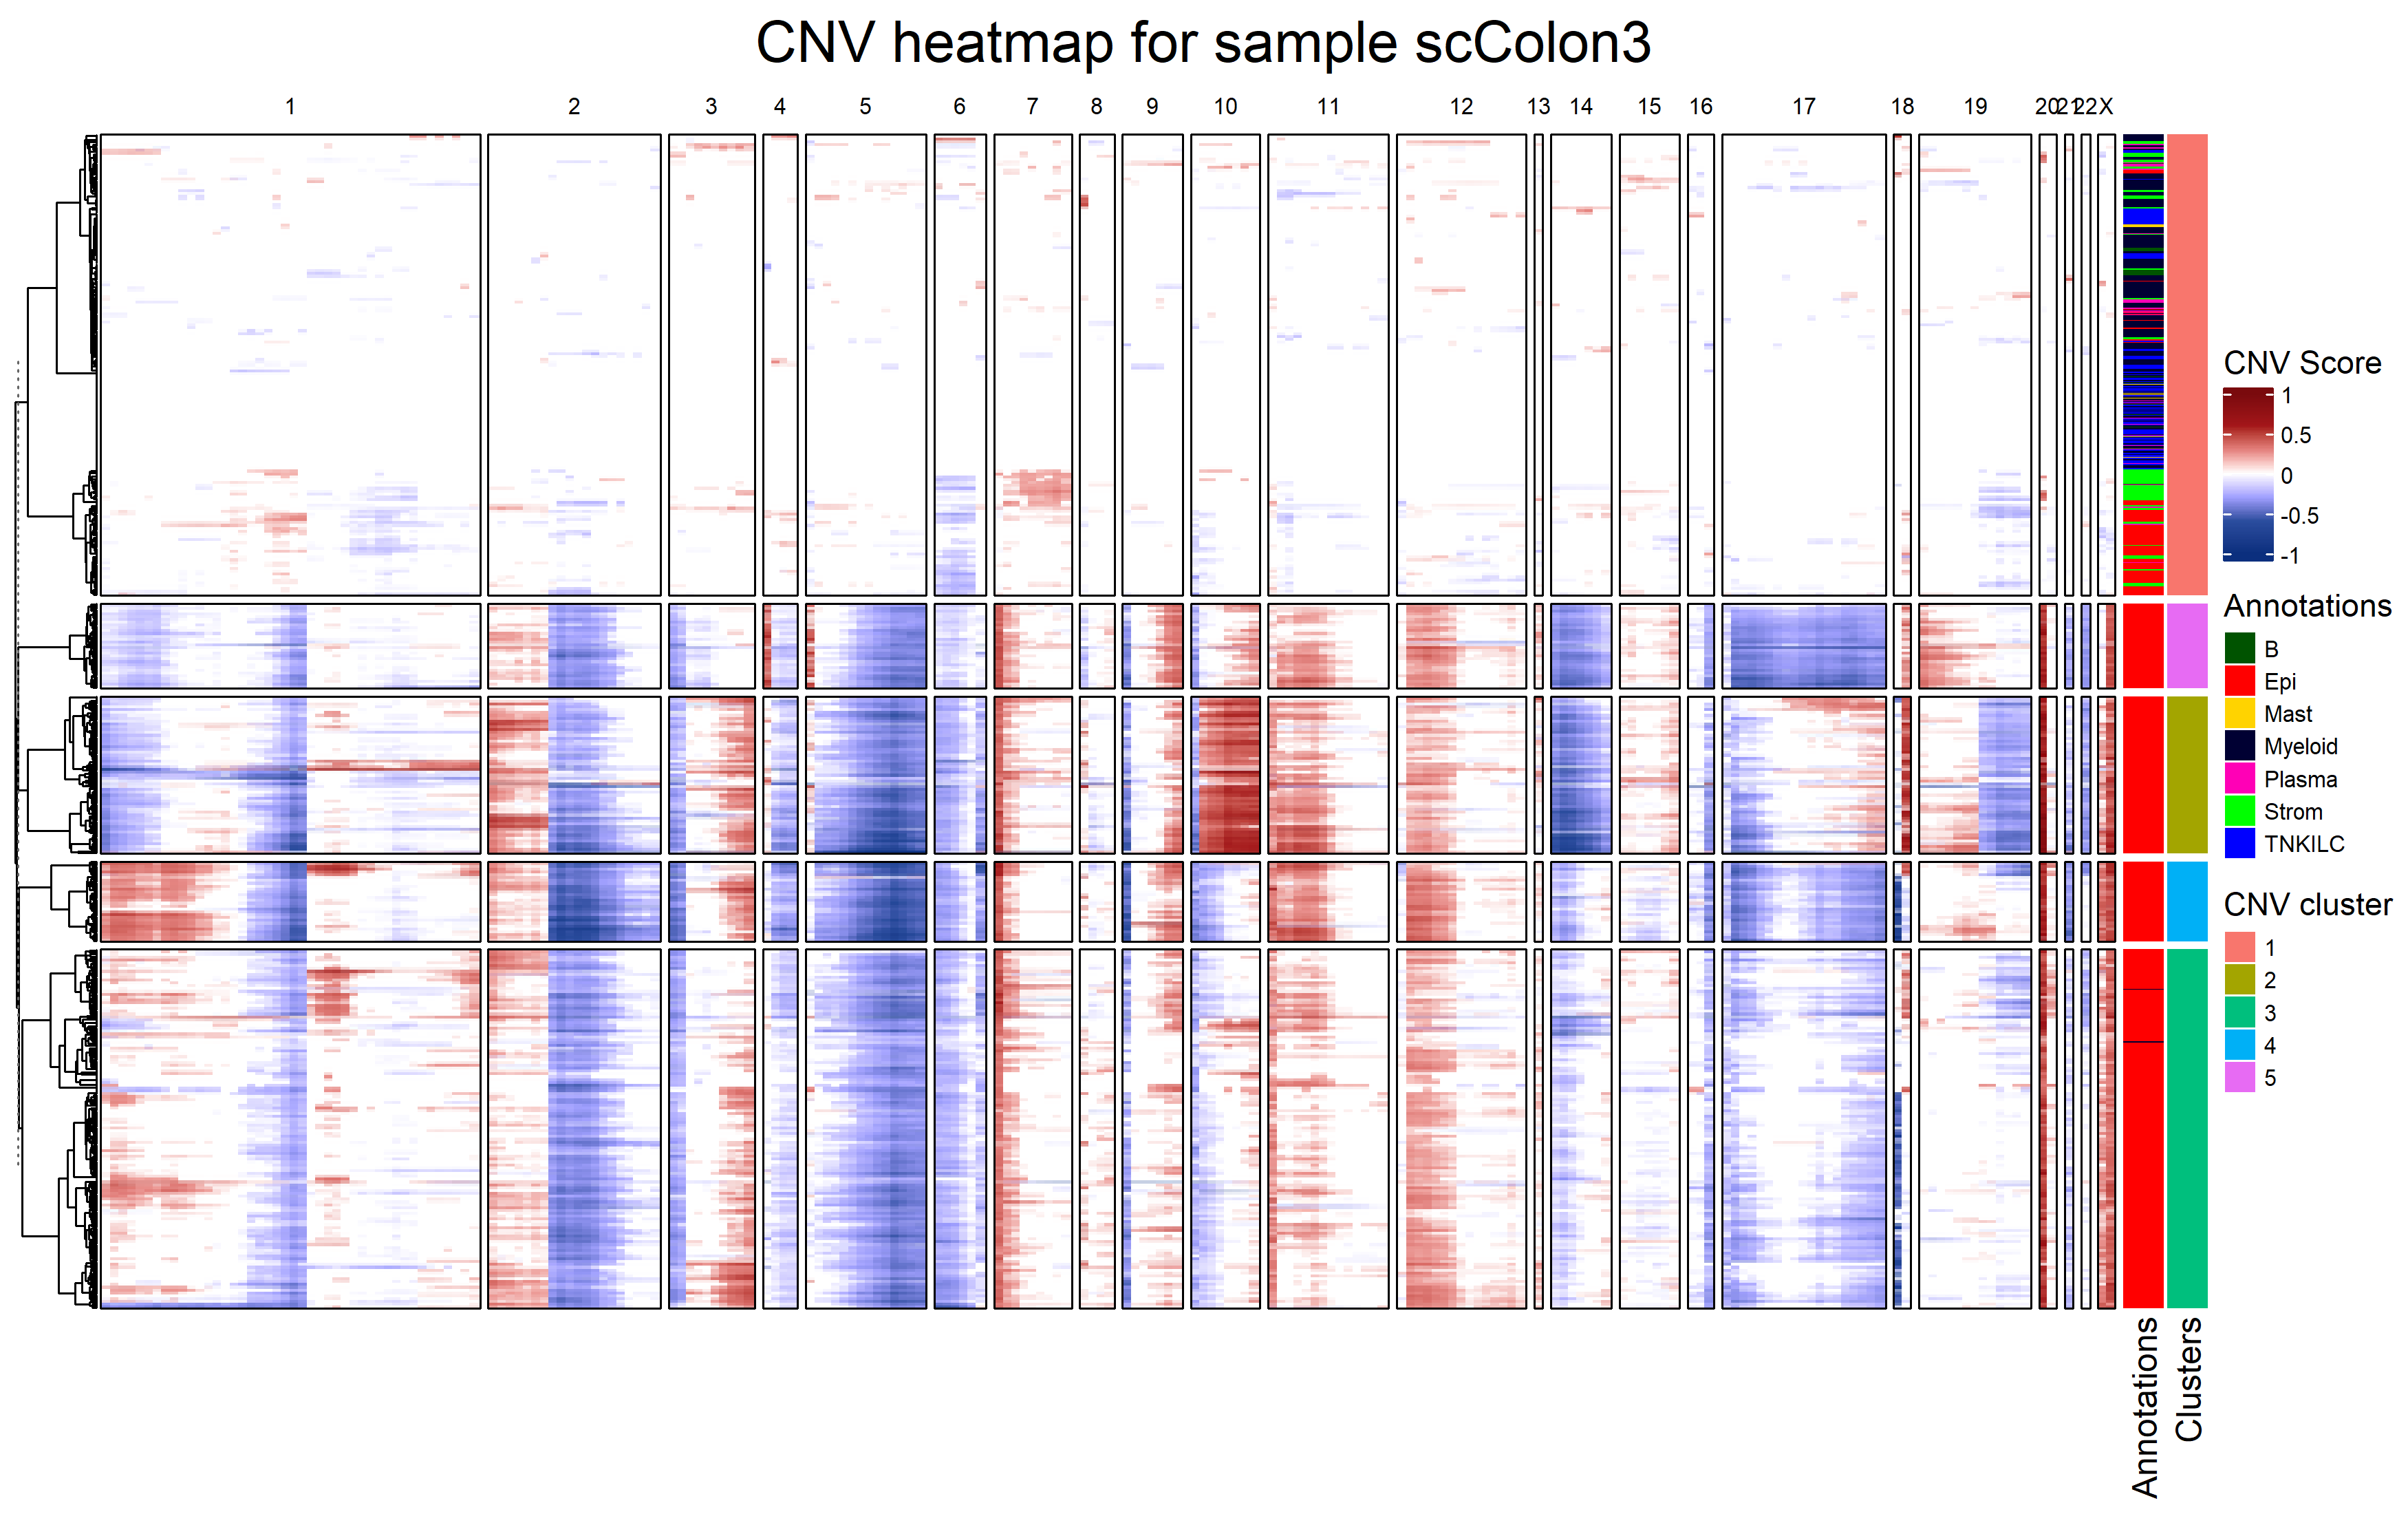 CNV heatmap for sample scColon3
1 2 3 4 5 6 7 8 9 10 11 12 13 14 15 16 17 18 19 20 21 22 X
CNV Score
1
0.5
0
-0.5
-1
Annotations
B
Epi
Mast
Myeloid
Plasma
Strom
TNKILC
CNV cluster
1
2
3
4
5
Annotations
Clusters